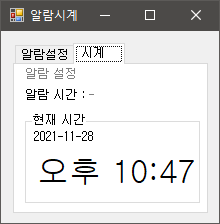 알람시계
알람설정 시계
알람 설정
알람 시간 : -
현재 시간
2021-11-28
오후 10:47